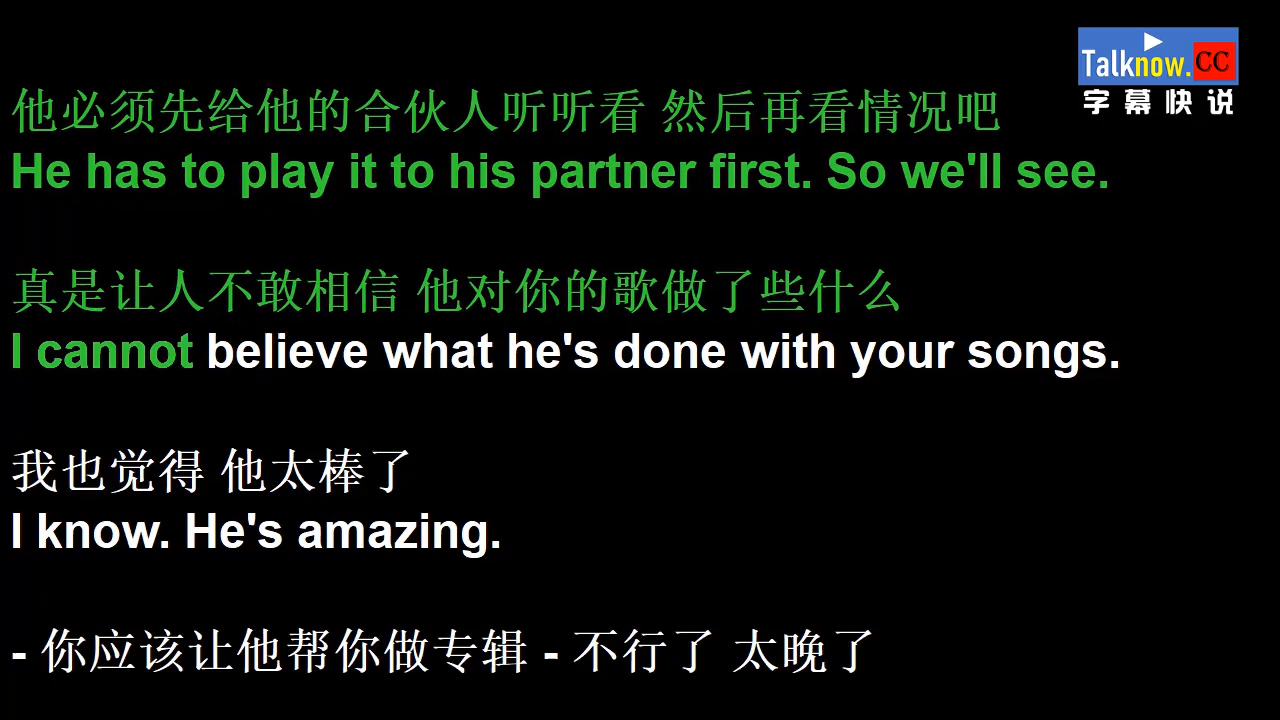 Talknow.CC
字幕快说
他必须先给他的合伙人听听看 然后再看情况吧
He has to play it to his partner first. So we'll see.
真是让人不敢相信 他对你的歌做了些什么
I cannot believe what he's done with your songs.
我也觉得 他太棒了
I know. He's amazing.
- 你应该让他帮你做专辑 - 不行了 太晚了